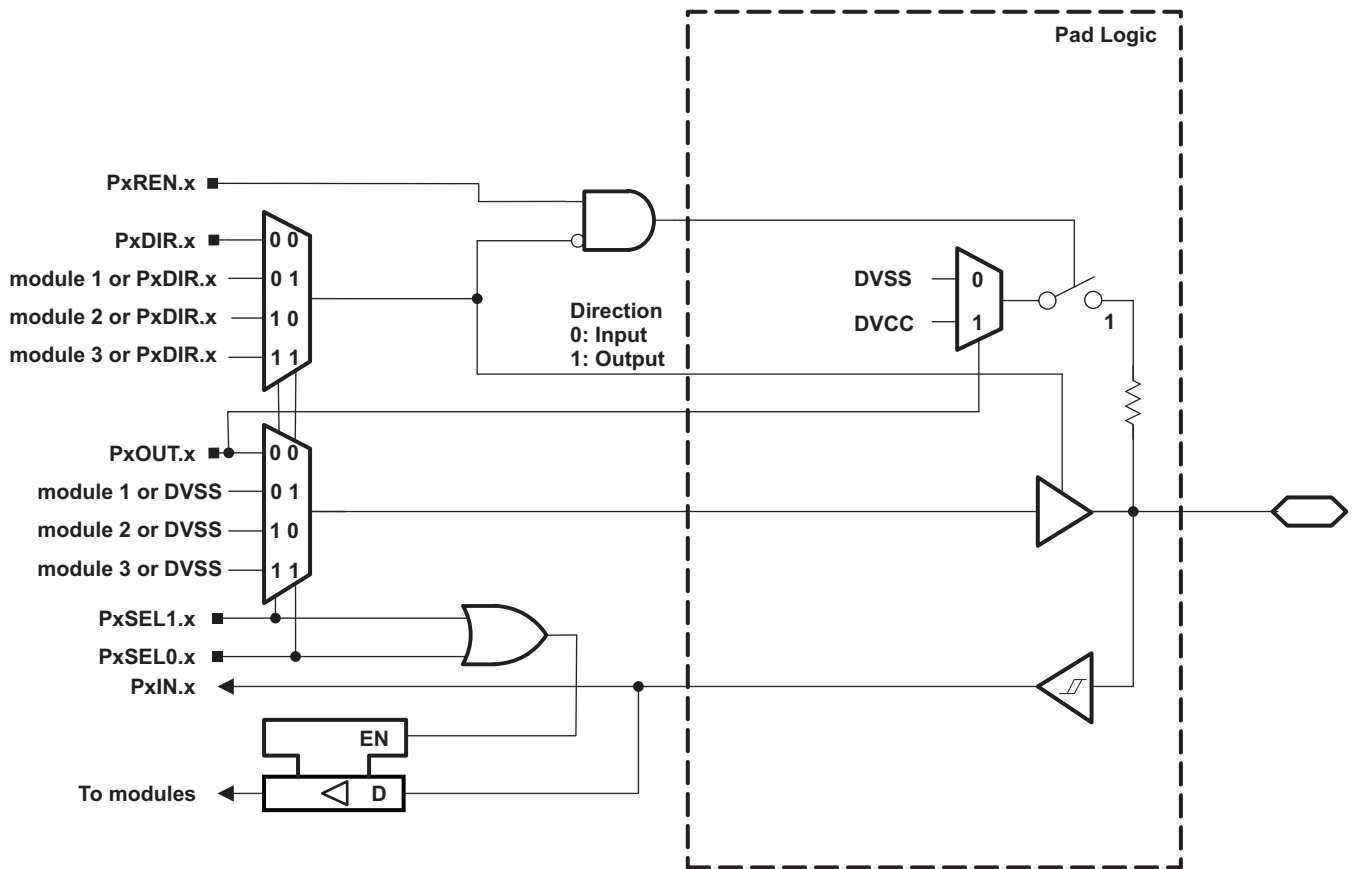 Pad Logic
PxREN.x
PxDIR.x
0 0
module 1 or PxDIR.x
0 1
module 2 or PxDIR.x
1 0
module 3 or PxDIR.x
1 1
Direction
0: Input
1: Output
DVSS
0
DVCC
1
1
PxOUT.x
0 0
module 1 or DVSS
0 1
module 2 or DVSS
1 0
module 3 or DVSS
1 1
PxSEL1.x
PxSEL0.x
PxIN.x
EN
To modules
D